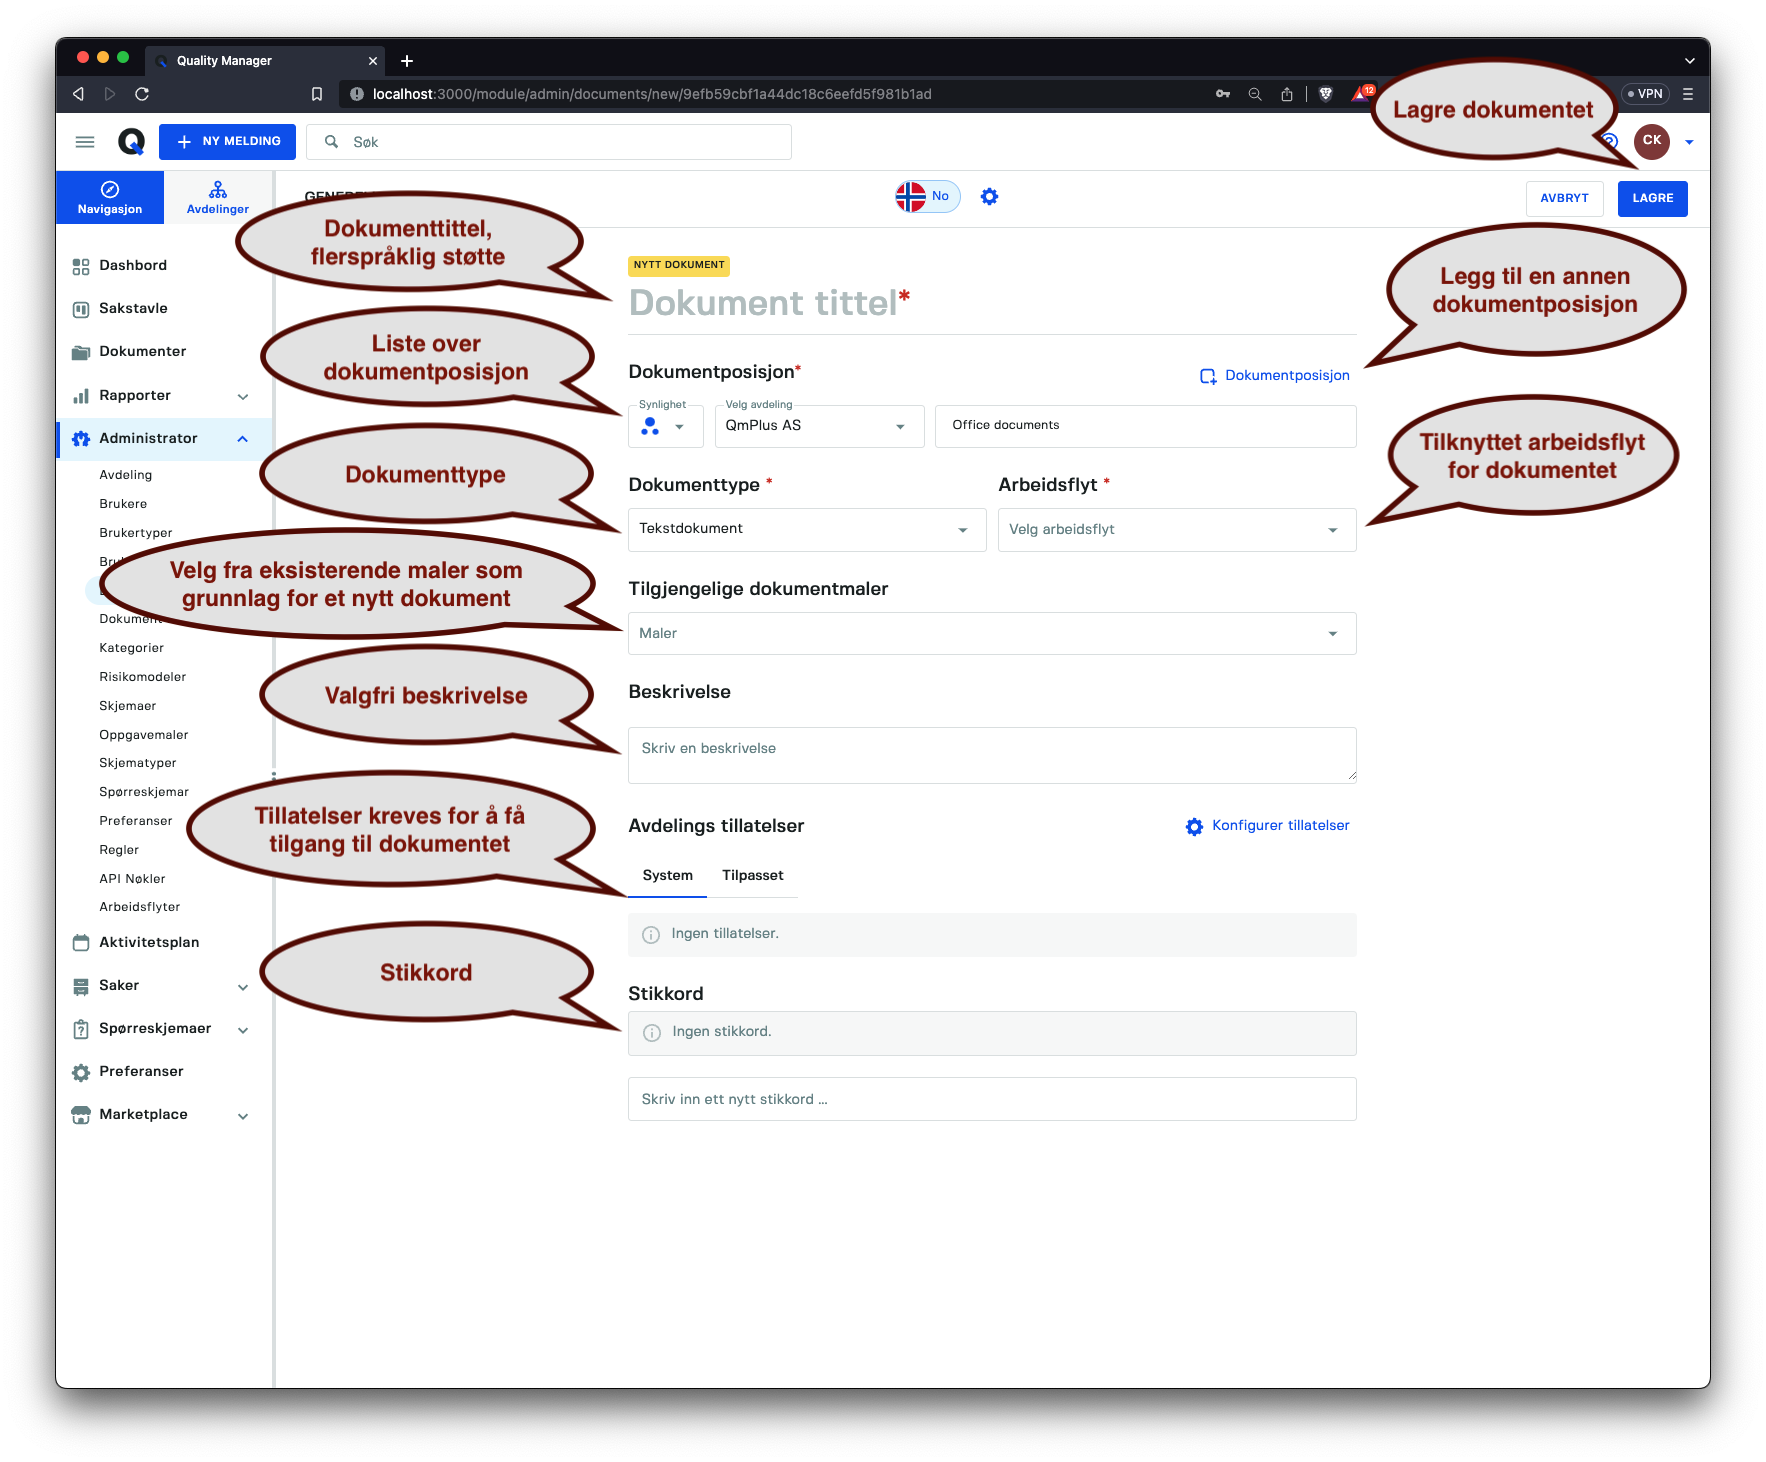 Quality Manager
localhost:3000/module/admin/documents/new/9efb59cbf1a44dc18c6eefd5f981b1ad
12
VPN
Lagre dokumentet
NY MELDING
Søk
CK
Navigasjon
Avdelinger
No
AVBRYT
LAGRE
Dokumenttittel,
flerspråklig støtte
Legg til en annen
dokumentposisjon
Dashbord
Sakstavle
Dokumenter
Rapporter
Administrator
Avdeling
Brukere
Brukertyper
Dokument
Kategorier
Risikomodeler
Skjemaer
Oppgavemaler
Skjematyper
Spørreskjemar
Preferanser
Regler
API Nøkler
Arbeidsflyter
Aktivitetsplan
Saker
Spørreskjemaer
Preferanser
Marketplace
NYTT DOKUMENT
Dokument tittel*
Liste over
dokumentposisjon
Dokumentposisjon*
Dokumentposisjon
Synlighet
Velg avdeling
QmPlus AS
Office documents
Tilknyttet arbeidsflyt
for dokumentet
Dokumenttype
Dokumenttype *
Arbeidsflyt *
Tekstdokument
Velg arbeidsflyt
Velg fra eksisterende maler som
grunnlag for et nytt dokument
Tilgjengelige dokumentmaler
Maler
Valgfri beskrivelse
Beskrivelse
Skriv en beskrivelse
Tillatelser kreves for å få
tilgang til dokumentet
Avdelings tillatelser
Konfigurer tillatelser
System
Tilpasset
Ingen tillatelser.
Stikkord
Stikkord
Ingen stikkord.
Skriv inn ett nytt stikkord ...